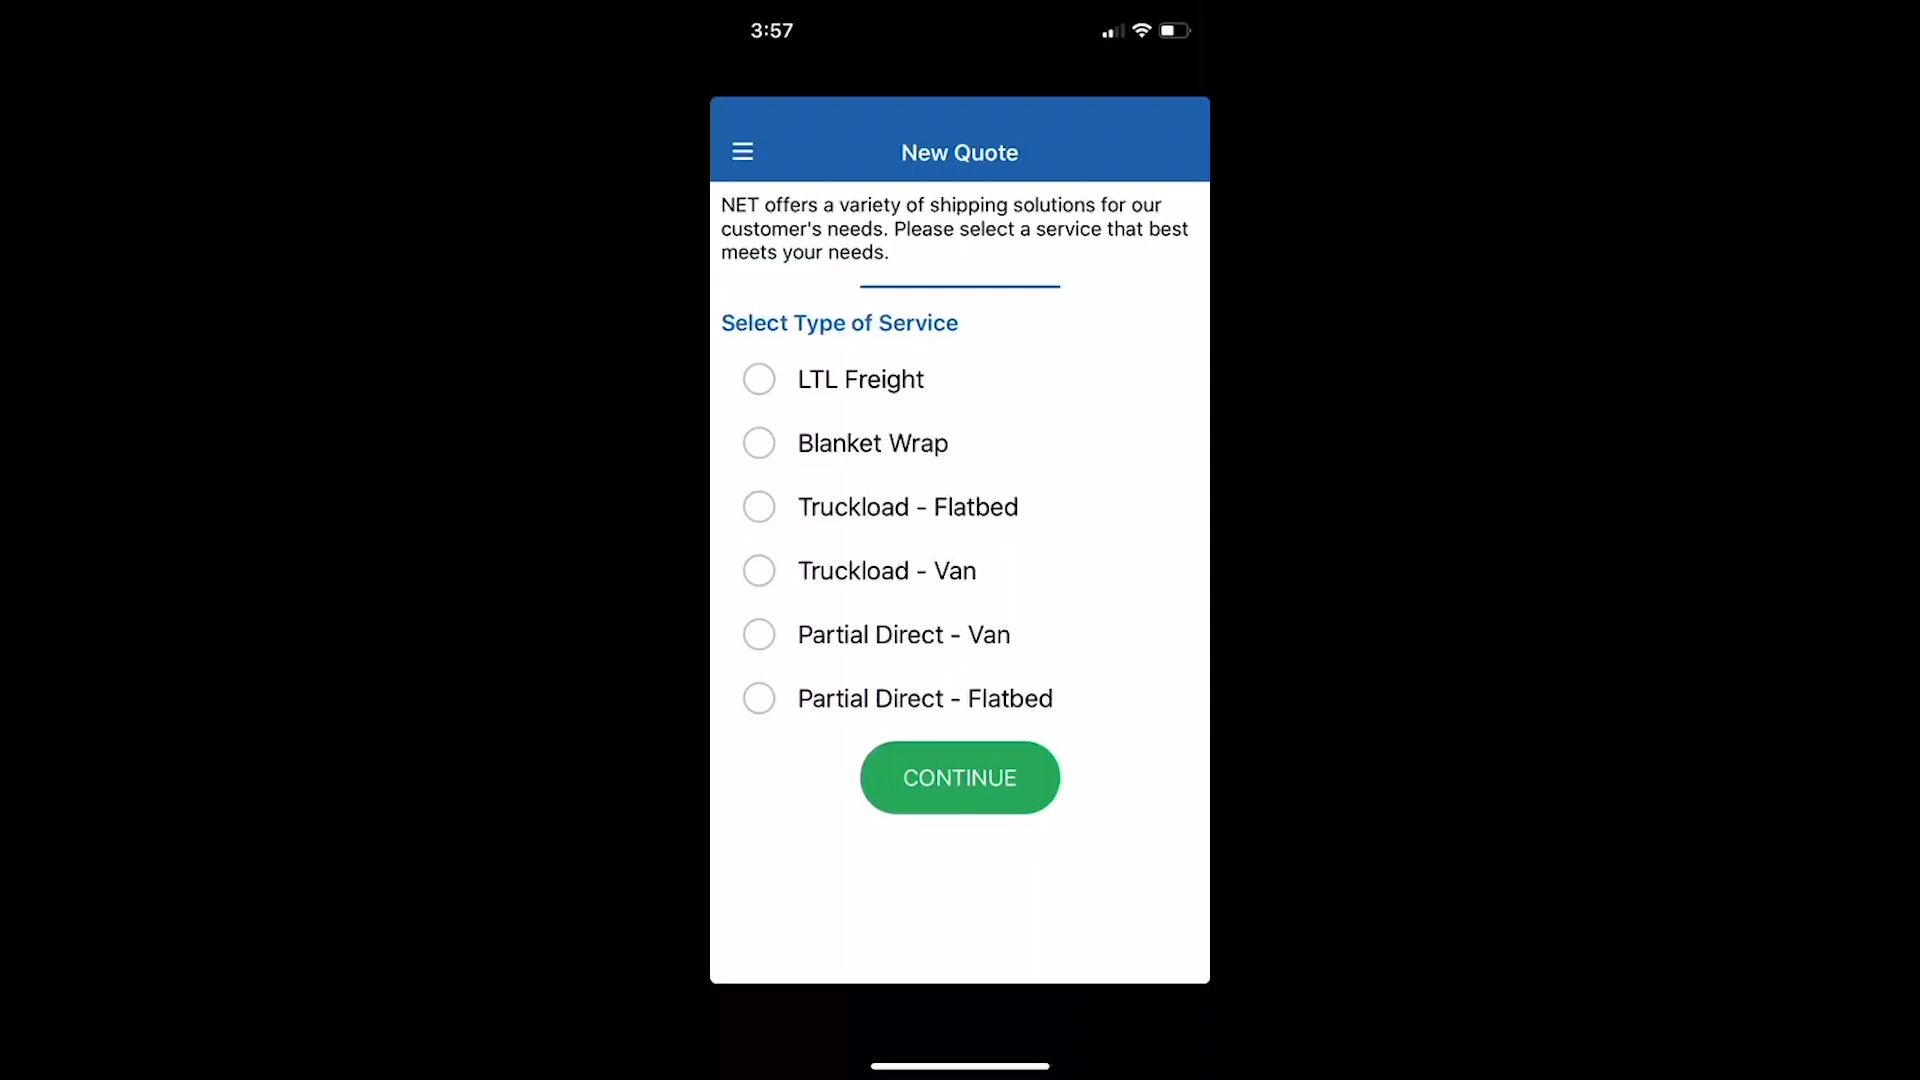 3:57
New Quote
NET offers a variety of shipping solutions for our
customer's needs. Please select a service that best
meets your needs.
Select Type of Service
LTL Freight
Blanket Wrap
Truckload - Flatbed
Truckload - Van
Partial Direct - Van
Partial Direct - Flatbed
CONTINUE